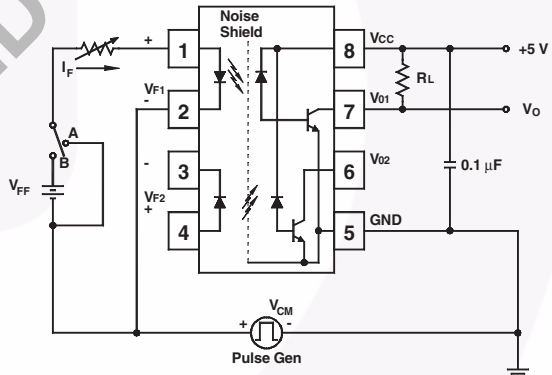 D
Noise
Shield
+
1
VCC
8
+5 V
IF
RL
VF1
-
2
V01
7
VO
A
B
-
3
V02
6
0.1 µF
VFF
VF2
+
4
GND
5
VCM
+
-
Pulse Gen